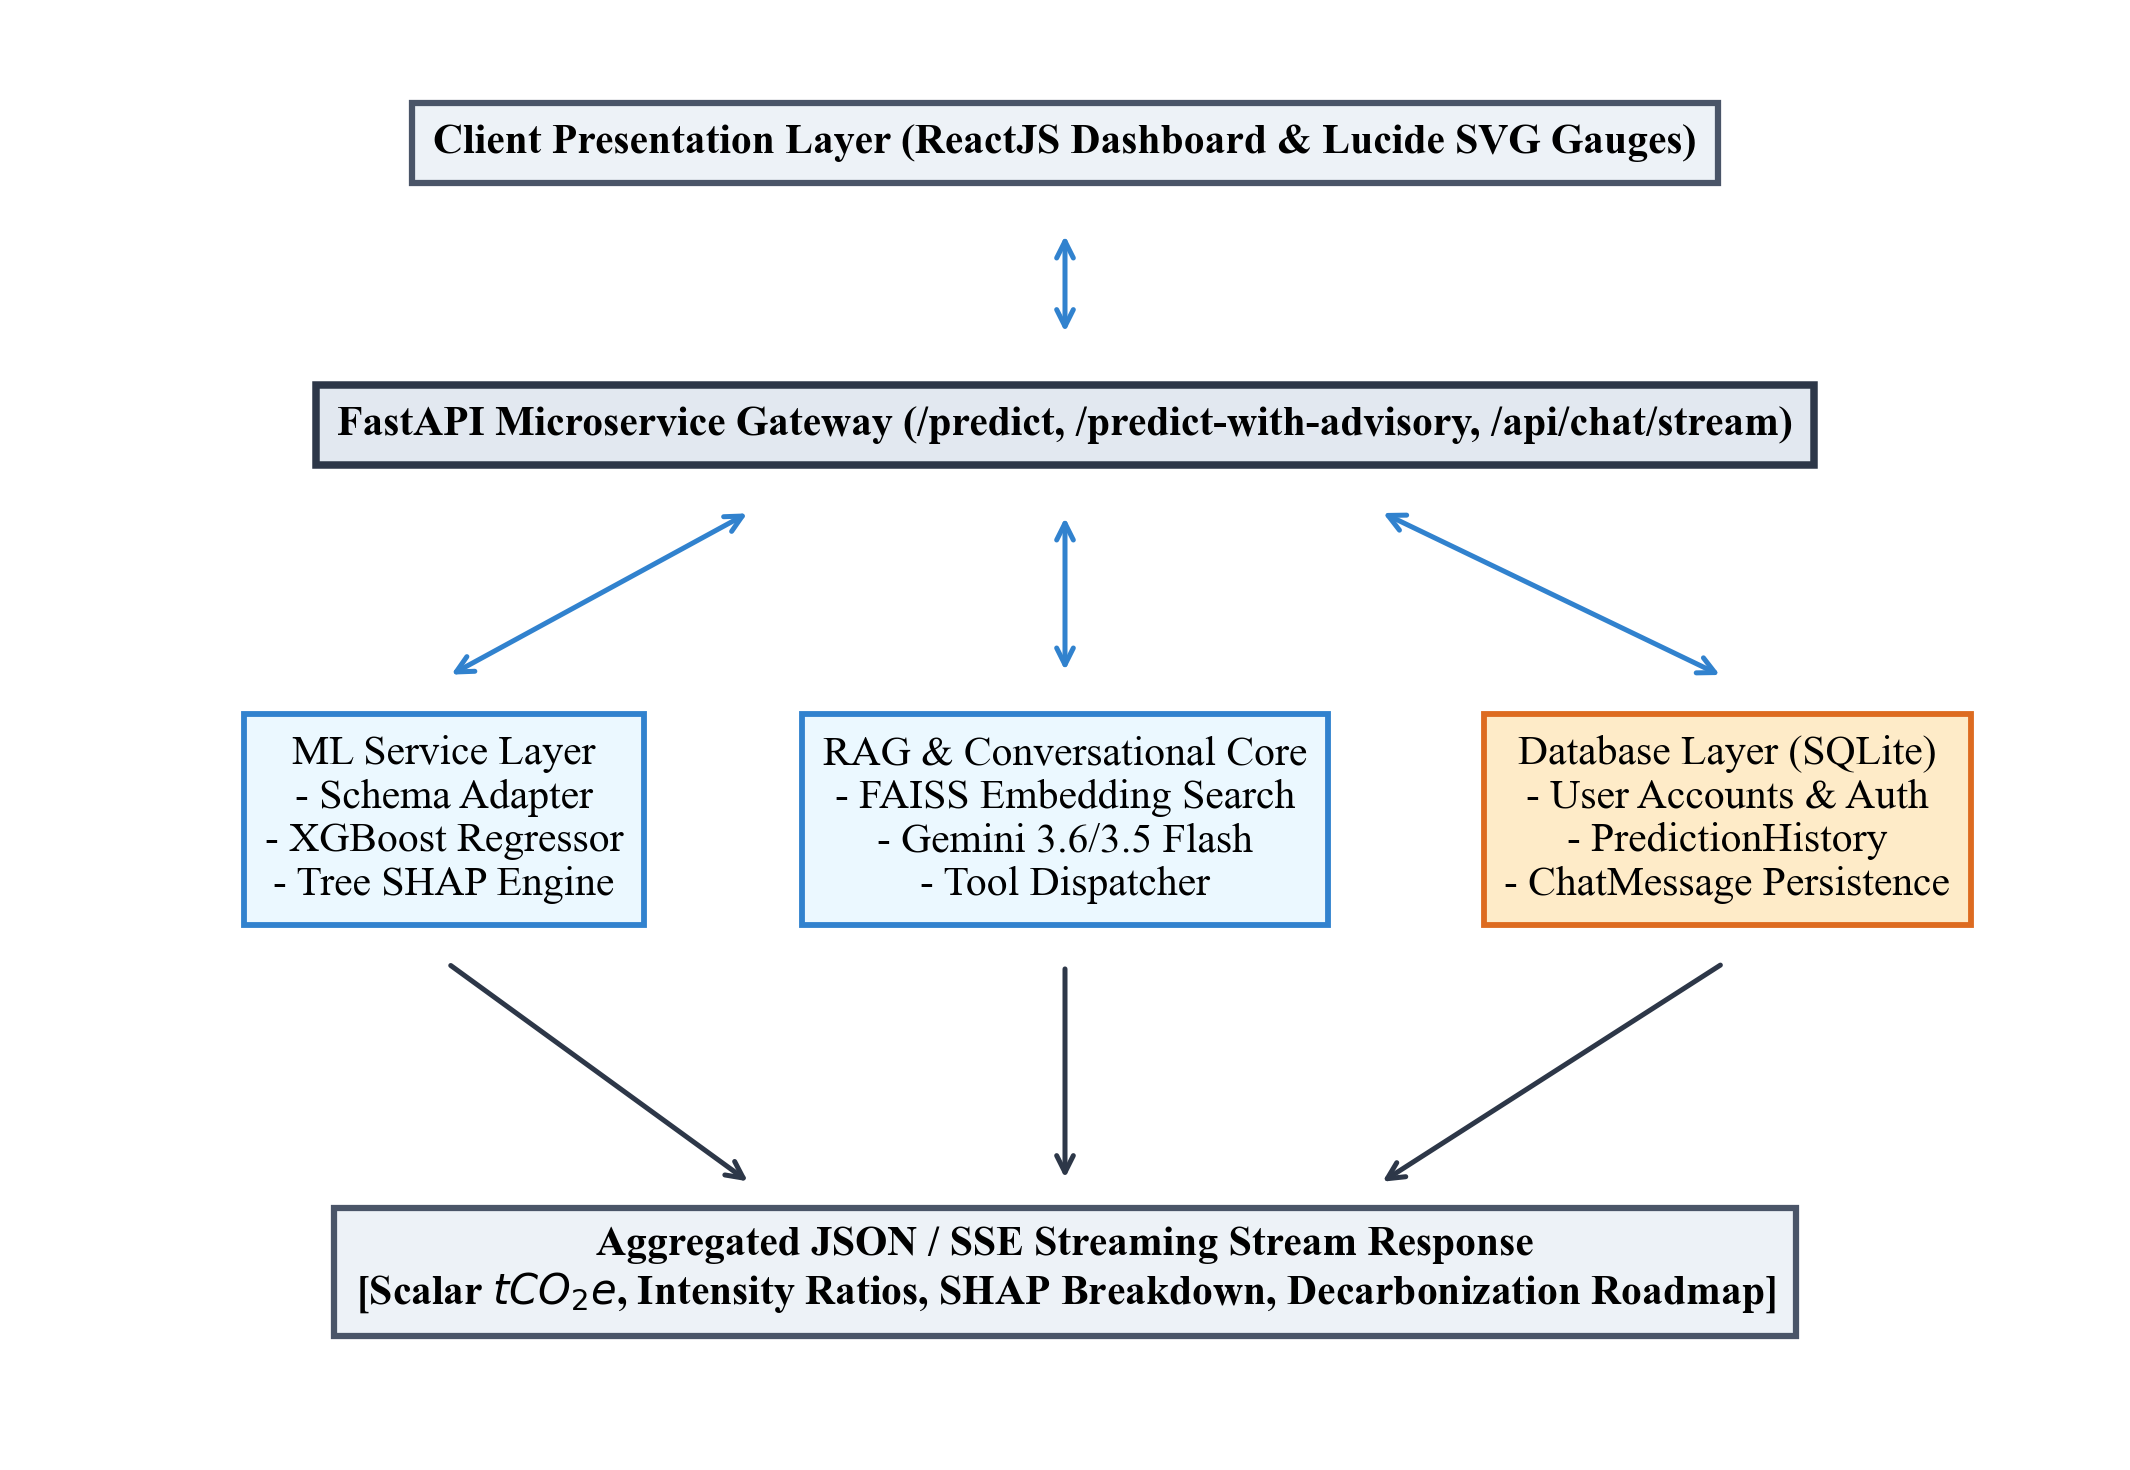 Client Presentation Layer (ReactJS Dashboard & Lucide SVG Gauges)
FastAPI Microservice Gateway (/predict, /predict-with-advisory, /api/chat/stream)
ML Service Layer
- Schema Adapter
- XGBoost Regressor
- Tree SHAP Engine
RAG & Conversational Core
- FAISS Embedding Search
- Gemini 3.6/3.5 Flash
- Tool Dispatcher
Database Layer (SQLite)
- User Accounts & Auth
- PredictionHistory
- ChatMessage Persistence
Aggregated JSON / SSE Streaming Stream Response
[Scalar tCO₂e, Intensity Ratios, SHAP Breakdown, Decarbonization Roadmap]